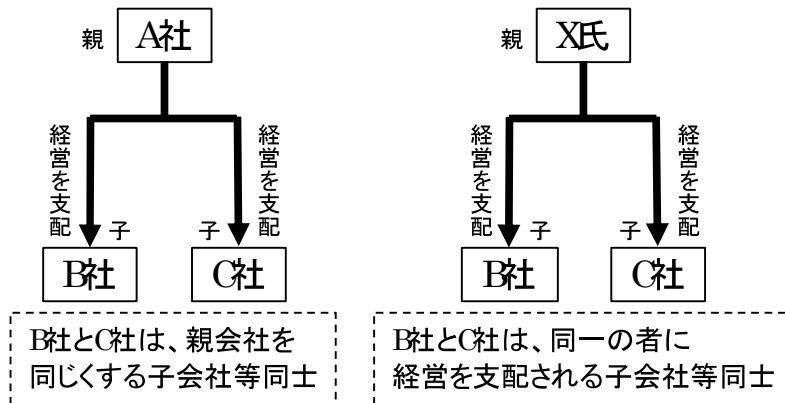 親
A社
経営を支配
経営を支配
子
子
B社
C社
B社とC社は、親会社を
同じくする子会社等同士
親
X氏
経営を支配
経営を支配
子
子
B社
C社
B社とC社は、同一の者に
経営を支配される子会社等同士